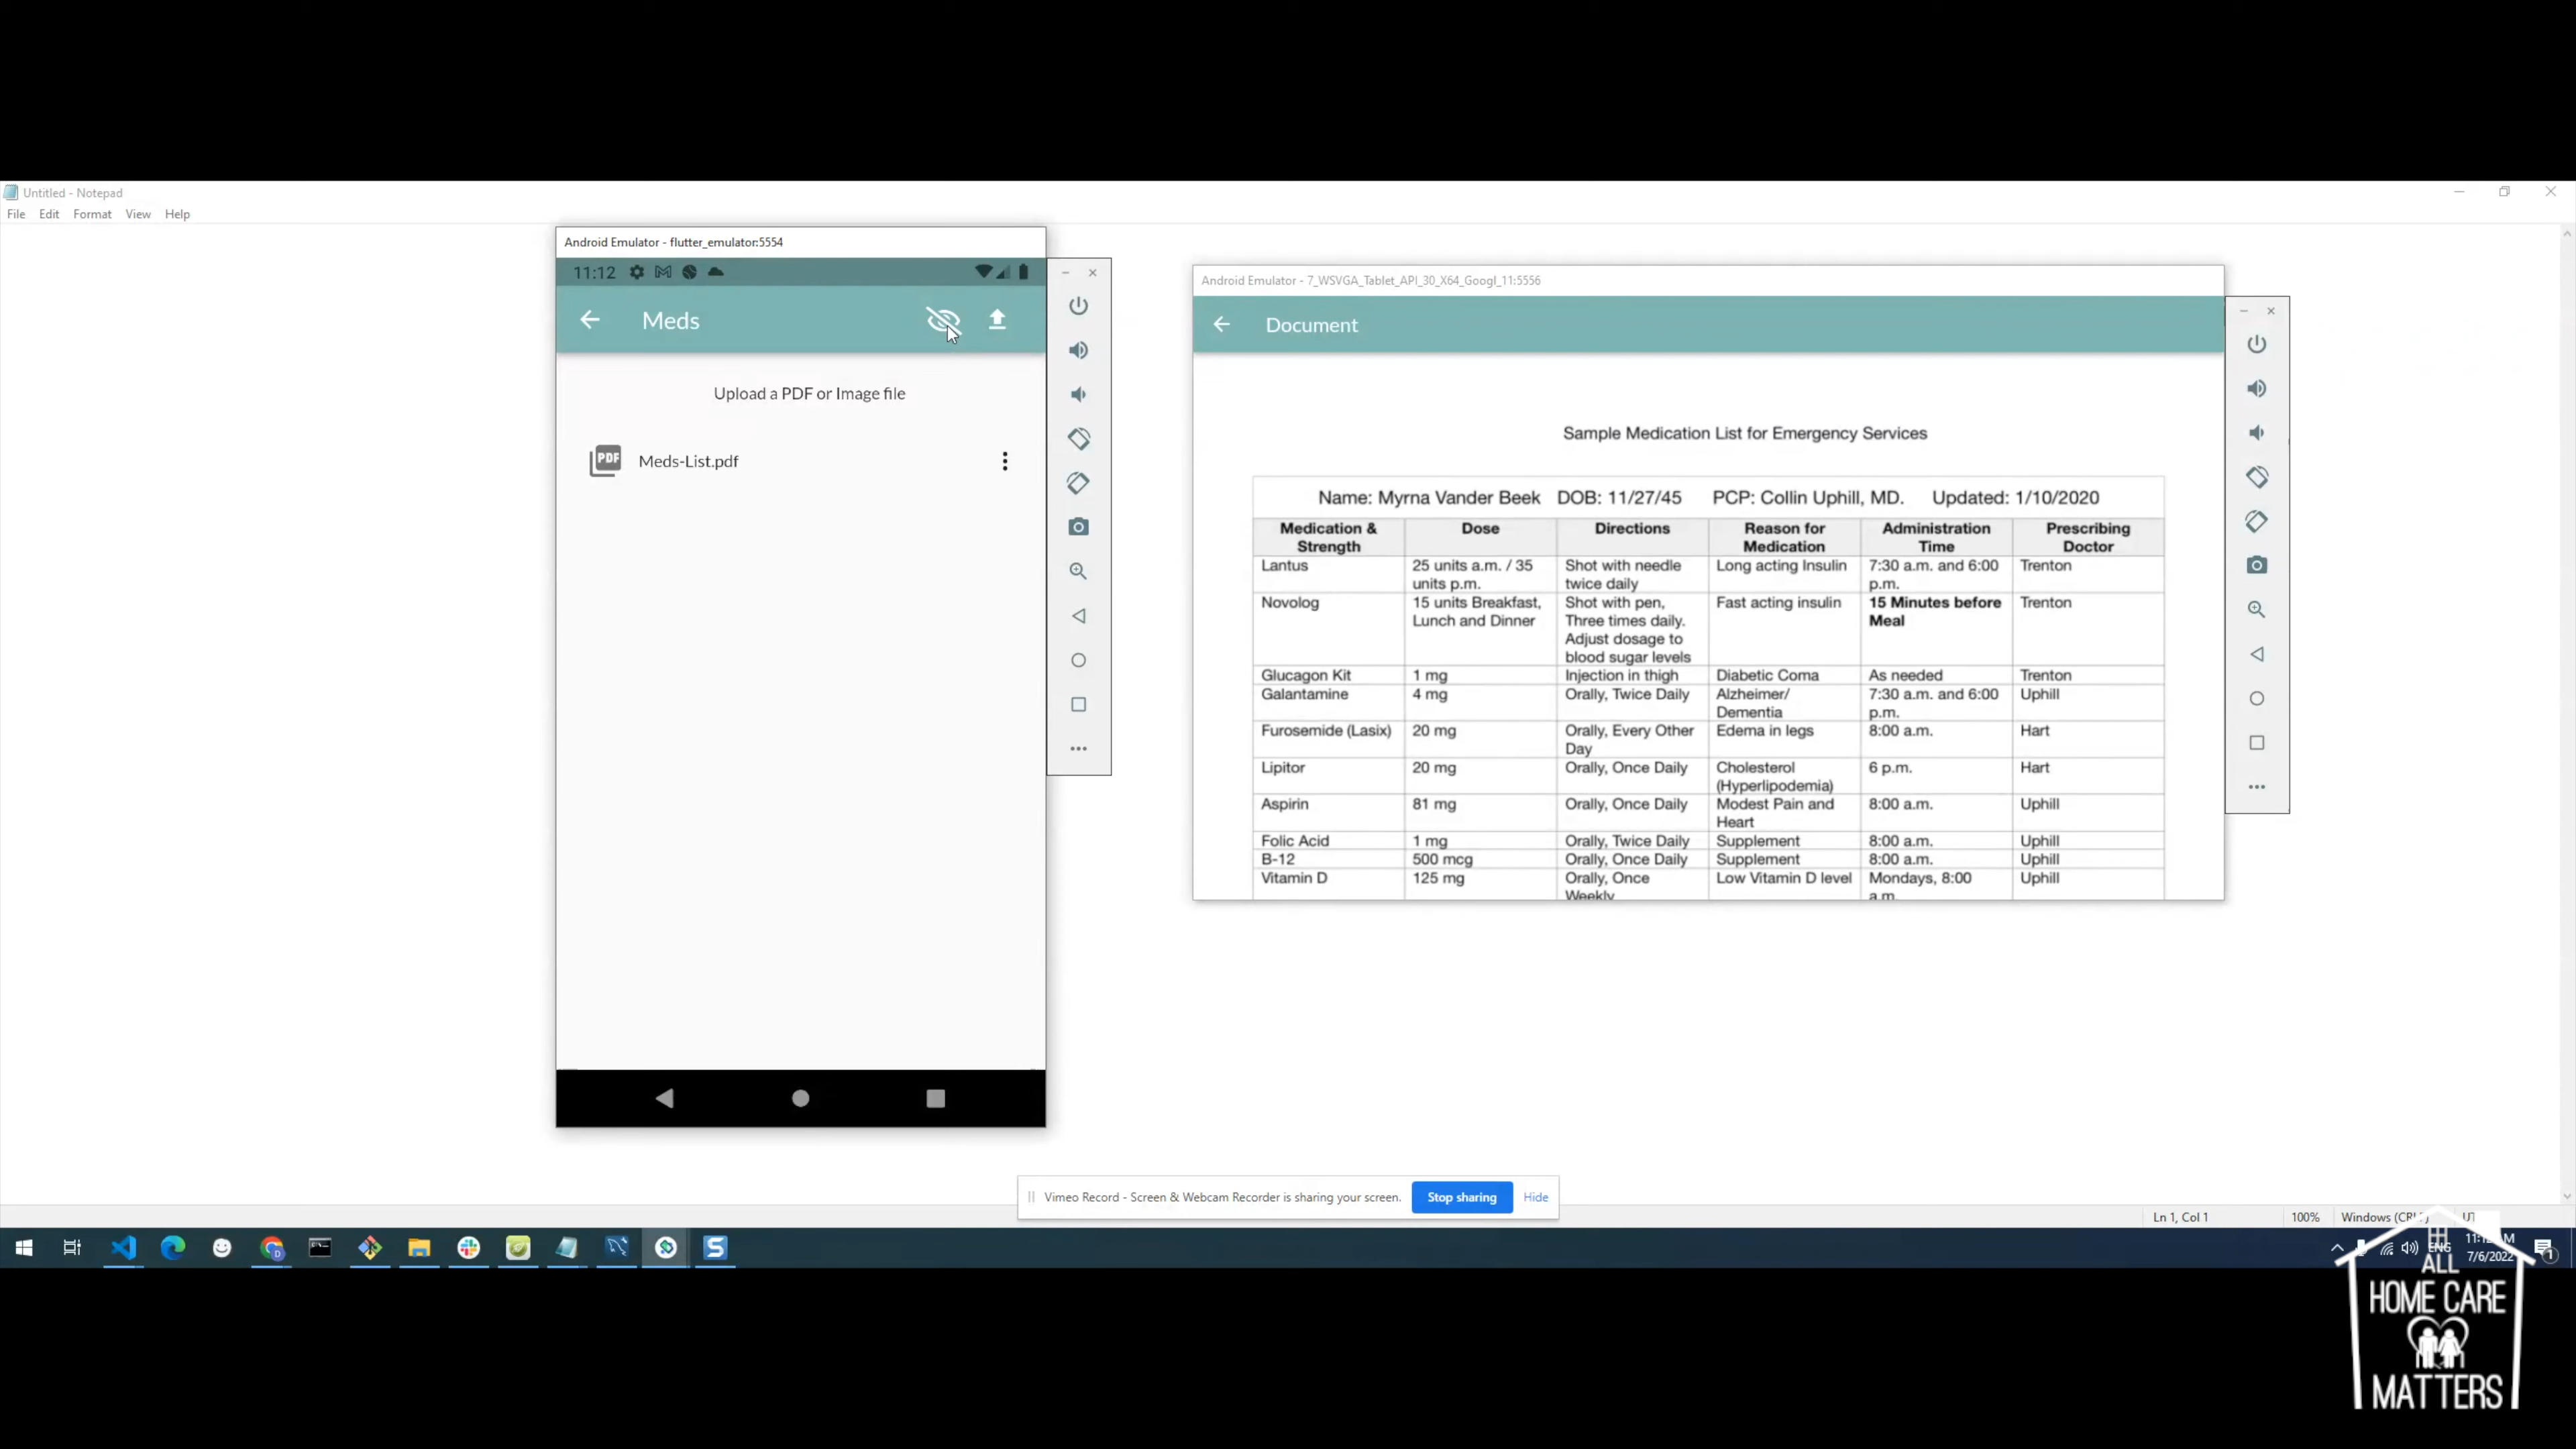 Untitled - Notepad
File Edit Format View Help
Android Emulator - flutter_emulator:5554
11:12
Meds
Upload a PDF or Image file
PDF Meds-List.pdf
Android Emulator - 7_WSVGA_Tablet_API_30_X64_Googl_11:5556
Document
Sample Medication List for Emergency Services
Name: Myrna Vander Beek DOB: 11/27/45 PCP: Collin Uphill, MD. Updated: 1/10/2020
Medication & Strength Dose Directions Reason for Medication Administration Time Prescribing Doctor
Lantus 25 units a.m. / 35 units p.m. Shot with needle twice daily Long acting Insulin 7:30 a.m. and 6:00 p.m. Trenton
Novolog 15 units Breakfast, Lunch and Dinner Shot with pen, Three times daily. Adjust dosage to blood sugar levels Fast acting insulin 15 Minutes before Meal Trenton
Glucagon Kit 1 mg Injection in thigh Diabetic Coma As needed Trenton
Galantamine 4 mg Orally, Twice Daily Alzheimer/ Dementia 7:30 a.m. and 6:00 p.m. Uphill
Furosemide (Lasix) 20 mg Orally, Every Other Day Edema in legs 8:00 a.m. Hart
Lipitor 20 mg Orally, Once Daily Cholesterol (Hyperlipodemia) 6 p.m. Hart
Aspirin 81 mg Orally, Once Daily Modest Pain and Heart 8:00 a.m. Uphill
Folic Acid 1 mg Orally, Twice Daily Supplement 8:00 a.m. Uphill
B-12 500 mcg Orally, Once Daily Supplement 8:00 a.m. Uphill
Vitamin D 125 mg Orally, Once Weekly Low Vitamin D level Mondays, 8:00 a.m. Uphill
Vimeo Record - Screen & Webcam Recorder is sharing your screen. Stop sharing Hide
Ln 1, Col 1 100% Windows
ENG
7/6/2022
ALL
HOME CARE
MATTERS